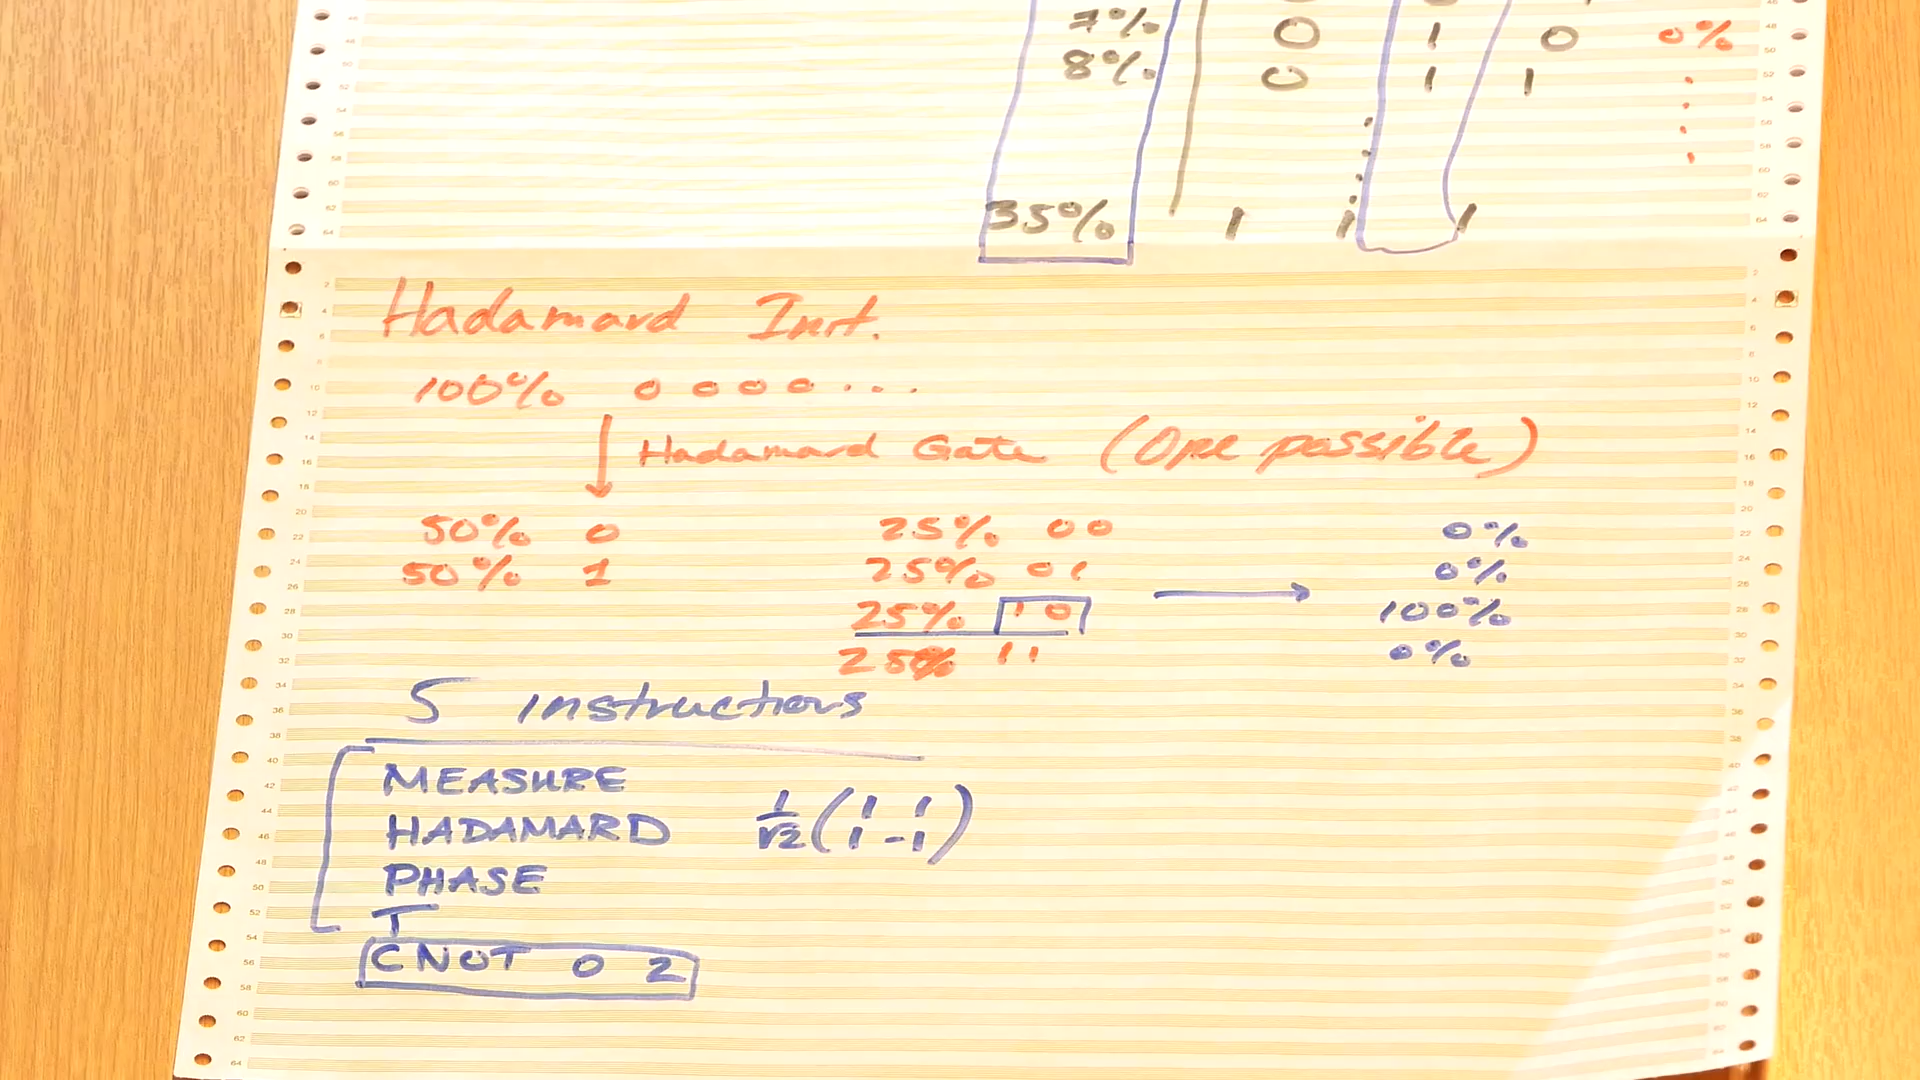 7% 0 1 0 0%
8% 0 1 1
35% 1 1 1
Hadamard Init.
100% 0 0 0 0 . . .
Hadamard Gate (One possible)
50% 0 25% 00 0%
50% 1 25% 01 0%
25% 10 100%
25% 11 0%
5 instructions
MEASURE
HADAMARD 1/√2 (1 1
1 -1)
PHASE
T
CNOT 0 2